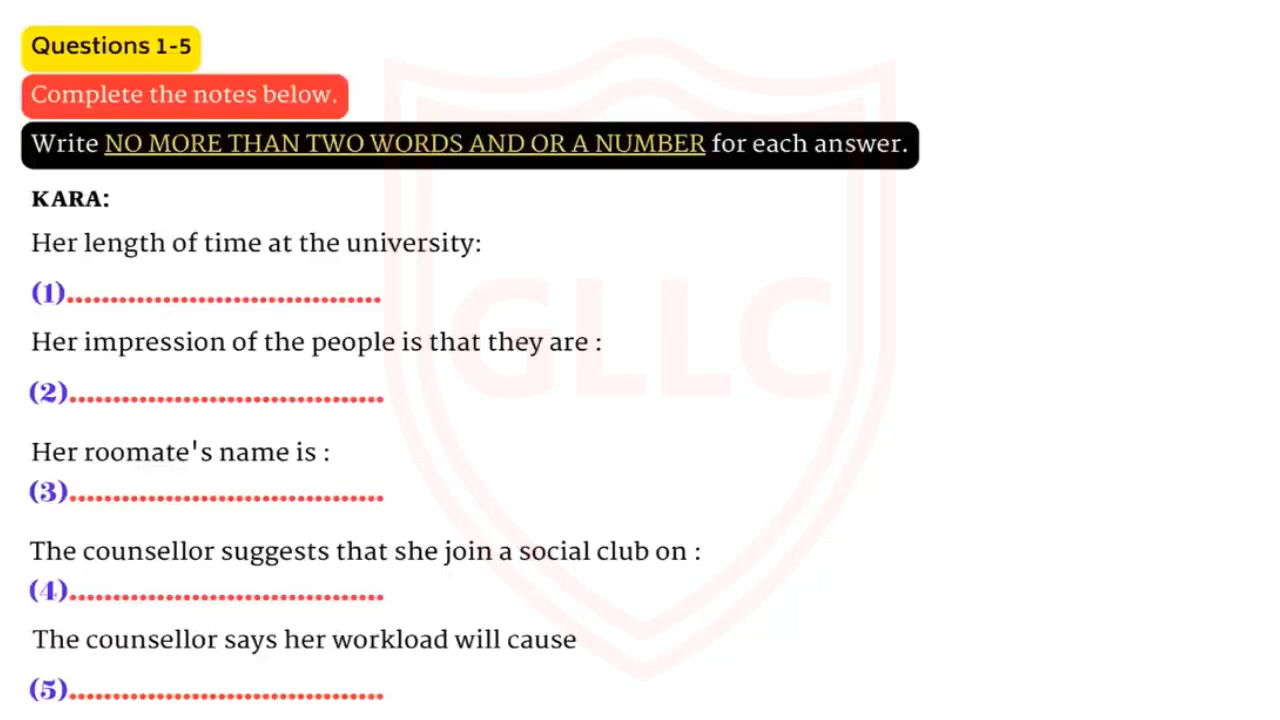 Questions 1-5
Complete the notes below.
Write NO MORE THAN TWO WORDS AND OR A NUMBER for each answer.
KARA:
Her length of time at the university:
(1)....................................
Her impression of the people is that they are :
(2)....................................
Her roomate's name is :
(3)....................................
The counsellor suggests that she join a social club on :
(4)....................................
The counsellor says her workload will cause
(5)....................................
GLLC